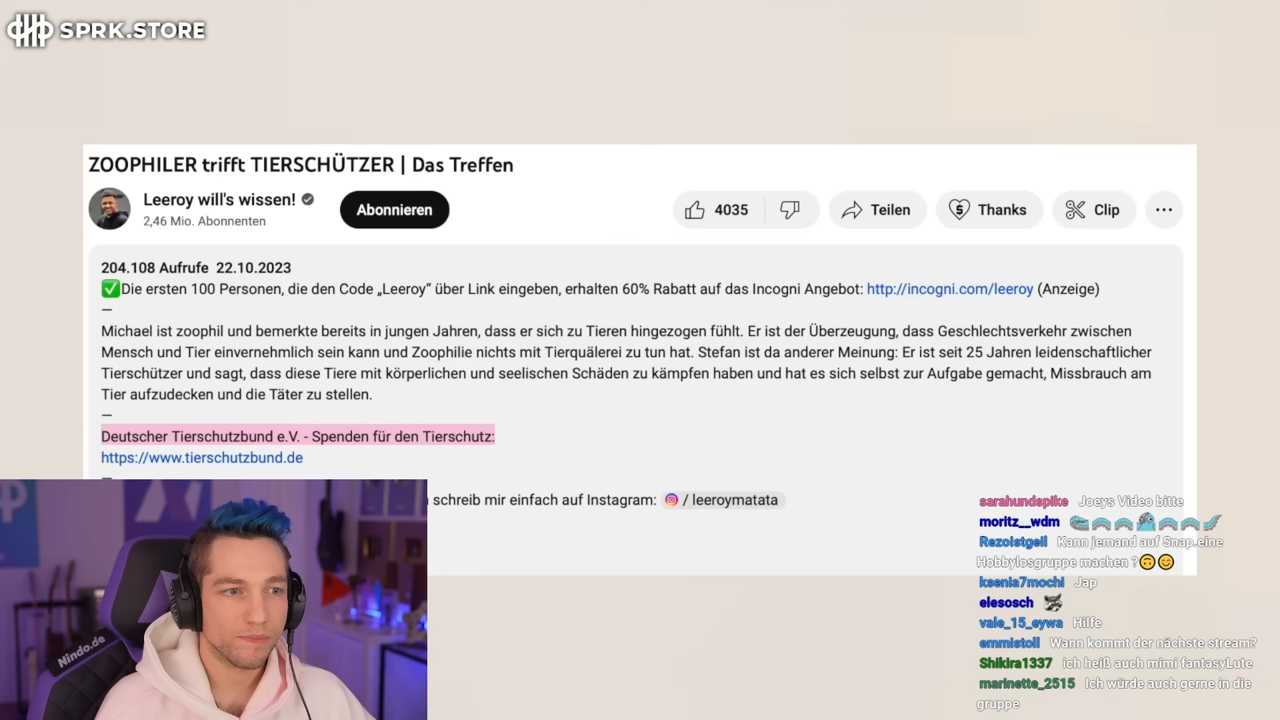 SPRK.STORE
ZOOPHILER trifft TIERSCHÜTZER | Das Treffen
Leeroy will's wissen!
2,46 Mio. Abonnenten
Abonnieren
4035
Teilen
Thanks
Clip
204.108 Aufrufe 22.10.2023
✅Die ersten 100 Personen, die den Code „Leeroy“ über Link eingeben, erhalten 60% Rabatt auf das Incogni Angebot: http://incogni.com/leeroy (Anzeige)
—
Michael ist zoophil und bemerkte bereits in jungen Jahren, dass er sich zu Tieren hingezogen fühlt. Er ist der Überzeugung, dass Geschlechtsverkehr zwischen
Mensch und Tier einvernehmlich sein kann und Zoophilie nichts mit Tierquälerei zu tun hat. Stefan ist da anderer Meinung: Er ist seit 25 Jahren leidenschaftlicher
Tierschützer und sagt, dass diese Tiere mit körperlichen und seelischen Schäden zu kämpfen haben und hat es sich selbst zur Aufgabe gemacht, Missbrauch am
Tier aufzudecken und die Täter zu stellen.
—
Deutscher Tierschutzbund e.V. - Spenden für den Tierschutz:
https://www.tierschutzbund.de
—
schreib mir einfach auf Instagram: / leeroymatata
Nindo.de
sarahundspike Joeys Video bitte
moritz__wdm
Rezoistgeil Kann jemand auf Snap.eine
Hobbylosgruppe machen ?🙃😊
ksenia7mochi Jap
elesosch
vale_15_eywa Hilfe
emmistoll Wann kommt der nächste stream?
Shikira1337 ich heiß auch mimi fantasyLute
marinette_2515 Ich würde auch gerne in die
gruppe